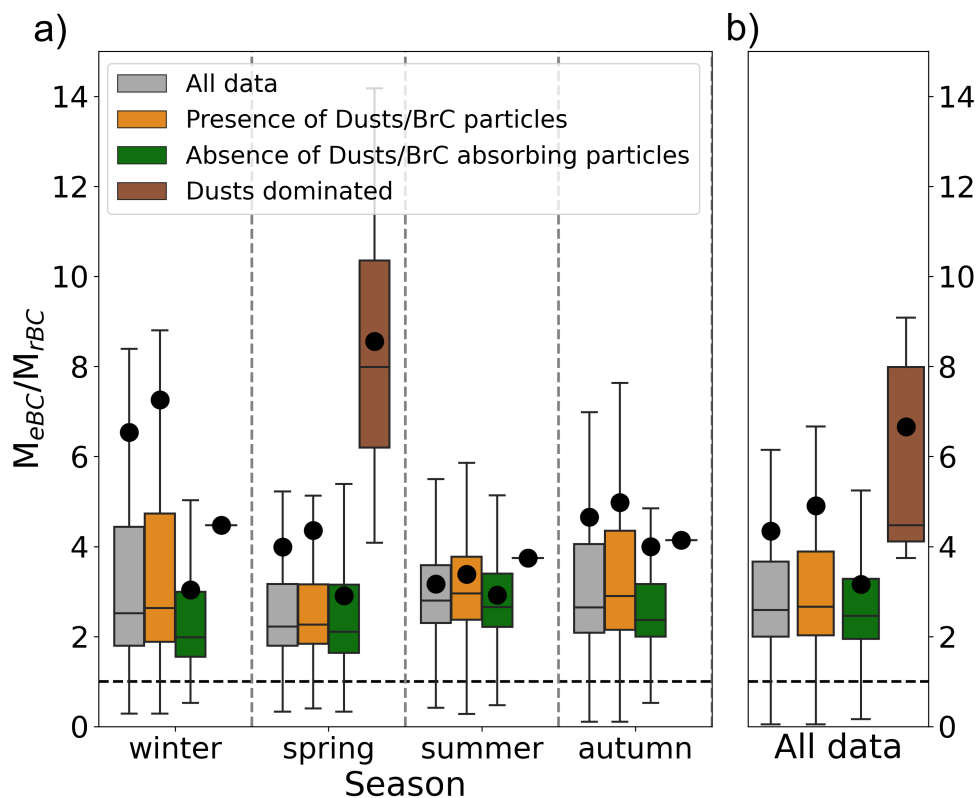 a)
b)
All data
Presence of Dusts/BrC particles
Absence of Dusts/BrC absorbing particles
Dusts dominated
M_{eBC}/M_{rBC}
14
12
10
8
6
4
2
0
winter spring summer autumn
Season
14
12
10
8
6
4
2
0
All data